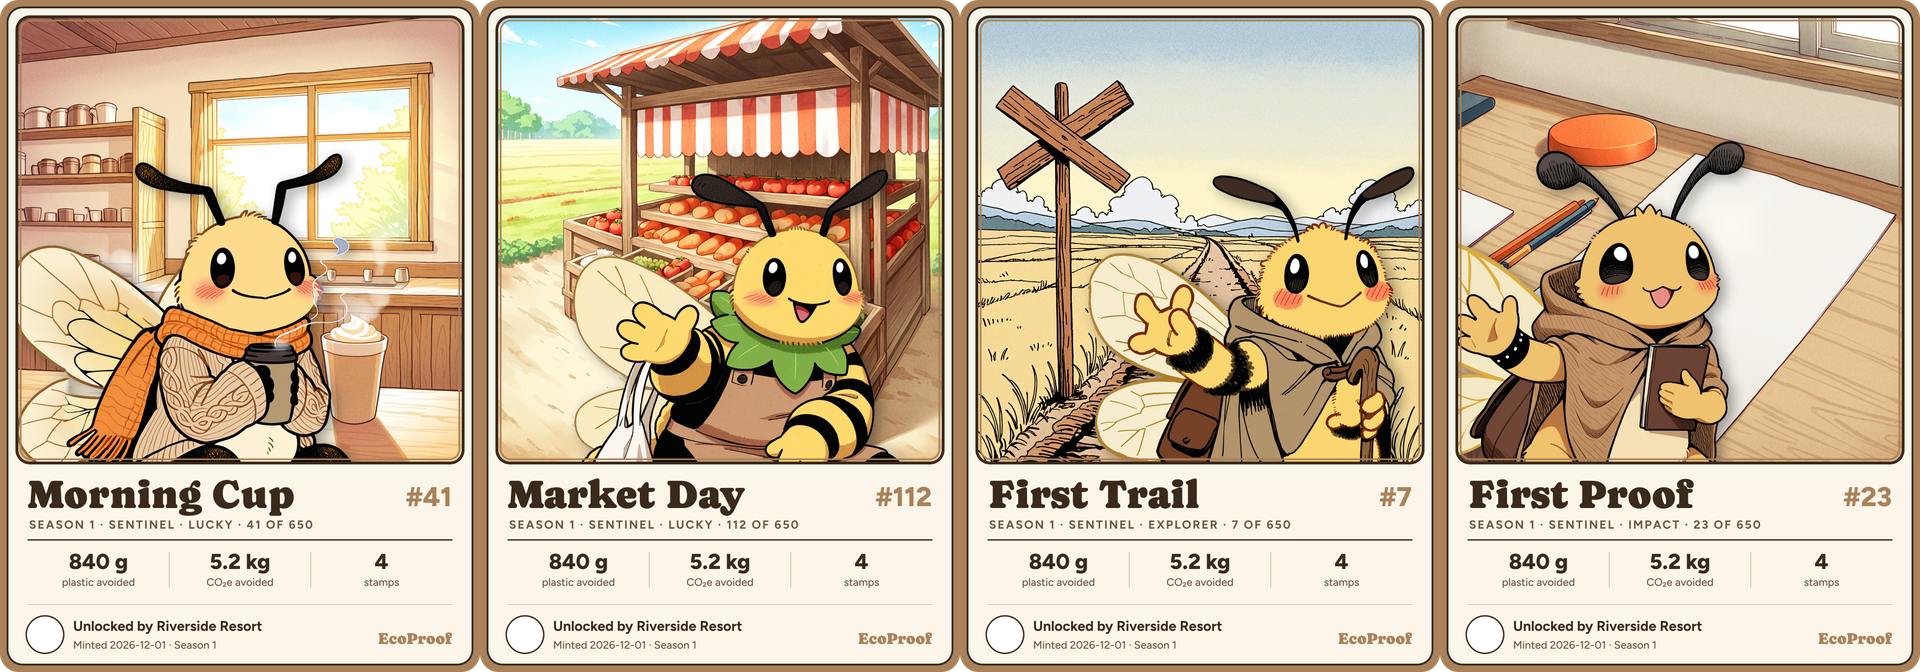 Morning Cup #41
SEASON 1 · SENTINEL · LUCKY · 41 OF 650
840 g 5.2 kg 4
plastic avoided CO₂e avoided stamps
Unlocked by Riverside Resort
Minted 2026-12-01 · Season 1
EcoProof
Market Day #112
SEASON 1 · SENTINEL · LUCKY · 112 OF 650
840 g 5.2 kg 4
plastic avoided CO₂e avoided stamps
Unlocked by Riverside Resort
Minted 2026-12-01 · Season 1
EcoProof
First Trail #7
SEASON 1 · SENTINEL · EXPLORER · 7 OF 650
840 g 5.2 kg 4
plastic avoided CO₂e avoided stamps
Unlocked by Riverside Resort
Minted 2026-12-01 · Season 1
EcoProof
First Proof #23
SEASON 1 · SENTINEL · IMPACT · 23 OF 650
840 g 5.2 kg 4
plastic avoided CO₂e avoided stamps
Unlocked by Riverside Resort
Minted 2026-12-01 · Season 1
EcoProof